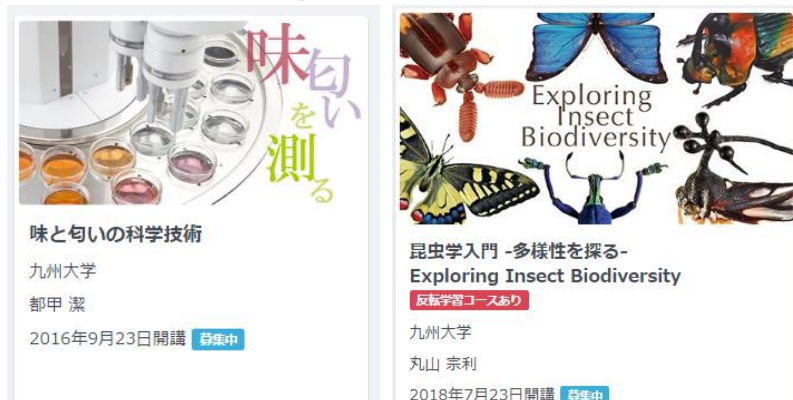 味匂い
を
測る
味と匂いの科学技術
九州大学
都甲 潔
2016年9月23日開講 募集中
Exploring
Insect
Biodiversity
昆虫学入門 -多様性を探る-
Exploring Insect Biodiversity
反転学習コースあり
九州大学
丸山 宗利
2018年7月23日開講 募集中